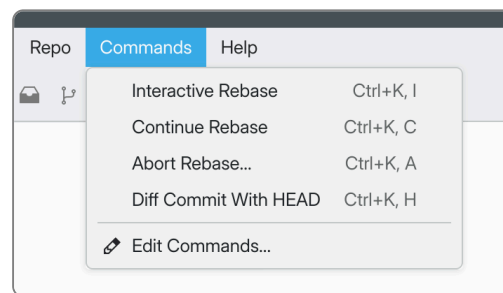 Repo Commands Help
Interactive Rebase Ctrl+K, I
Continue Rebase Ctrl+K, C
Abort Rebase... Ctrl+K, A
Diff Commit With HEAD Ctrl+K, H
Edit Commands...